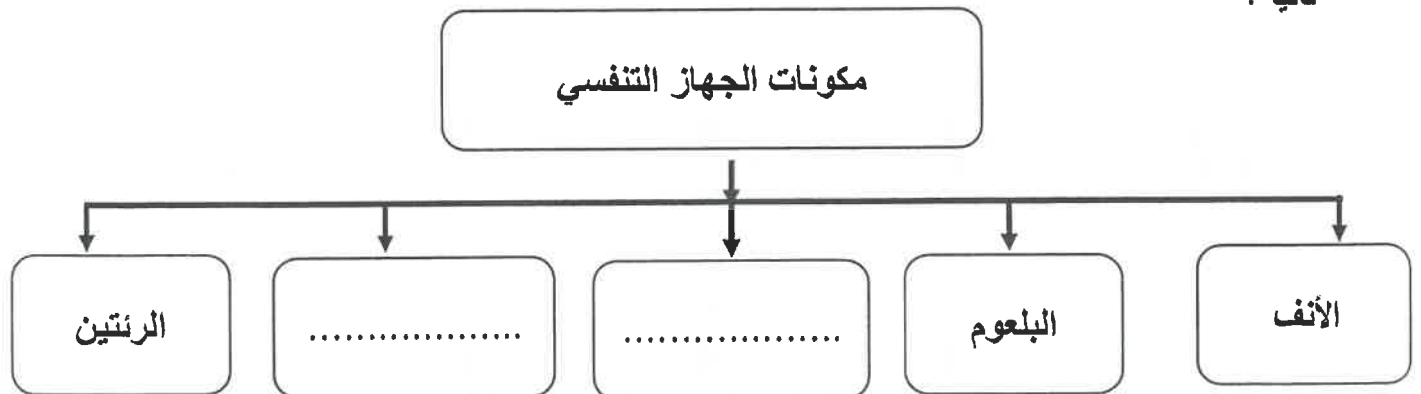 مكونات الجهاز التنفسي
الأنف
البلعوم
...................
...................
الرئتين